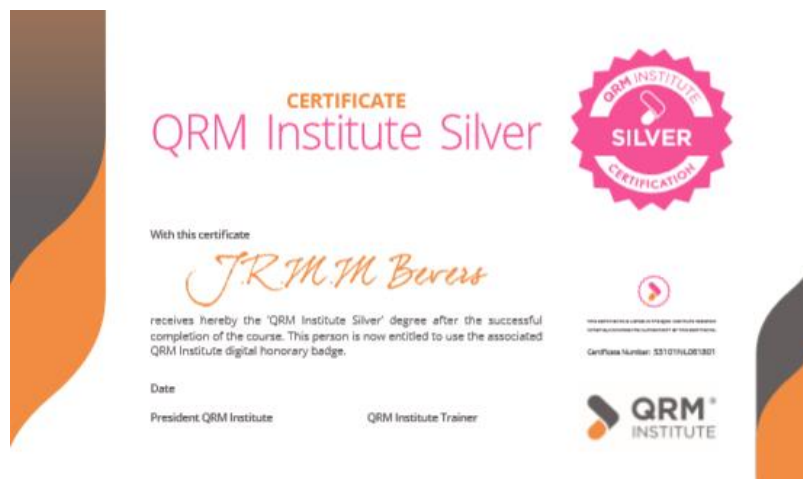 CERTIFICATE
QRM Institute Silver
QRM INSTITUTE
SILVER
CERTIFICATION
With this certificate
J.R.M.M Bevers
receives hereby the 'QRM Institute Silver' degree after the successful
completion of the course. This person is now entitled to use the associated
QRM Institute digital honorary badge.
Certificate Number:
Date
President QRM Institute
QRM Institute Trainer
QRM®
INSTITUTE